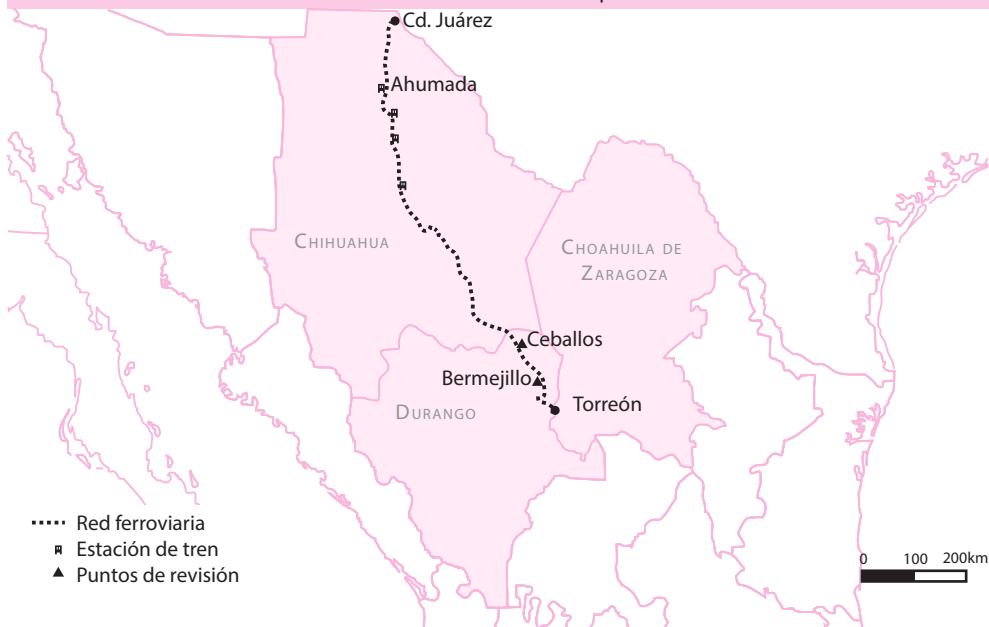 Cd. Juárez
Ahumada
CHIHUAHUA
CHOAHUILA DE
ZARAGOZA
Ceballos
Bermejillo
DURANGO
Torreón
Red ferroviaria
Estación de tren
Puntos de revisión
0 100 200km